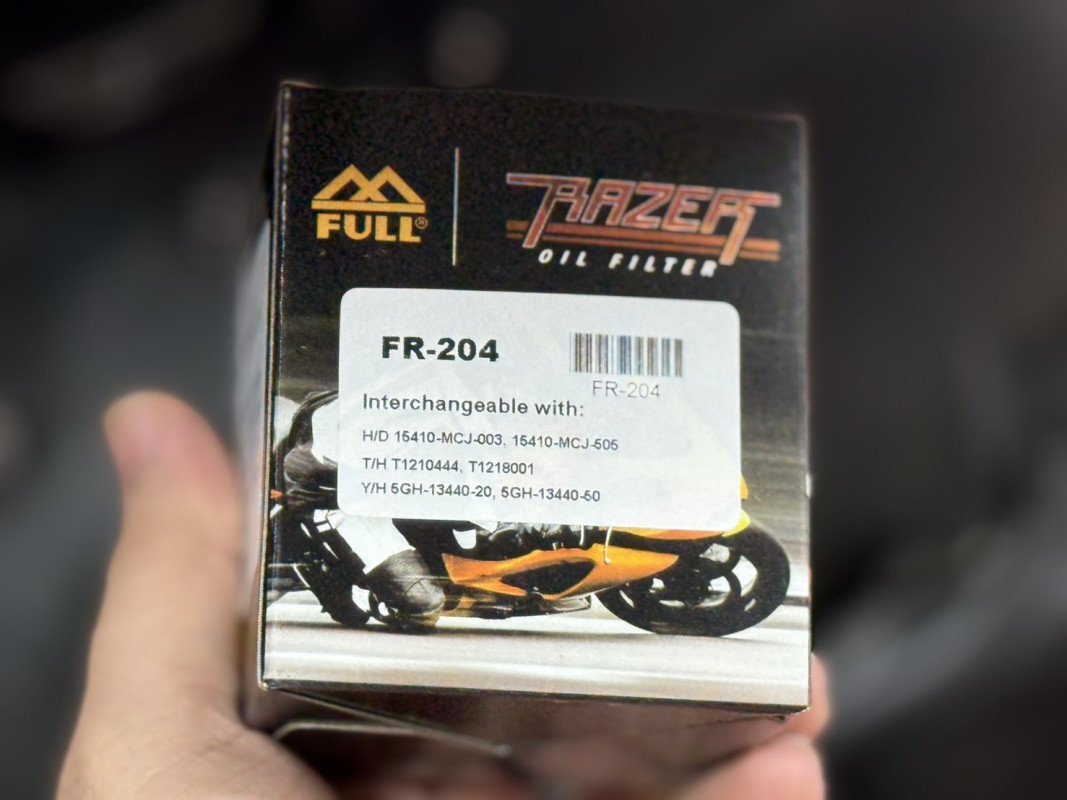 FULL®
RAZER
OIL FILTER
FR-204
FR-204
Interchangeable with:
H/D 15410-MCJ-003, 15410-MCJ-505
T/H T1210444, T1218001
Y/H 5GH-13440-20, 5GH-13440-50